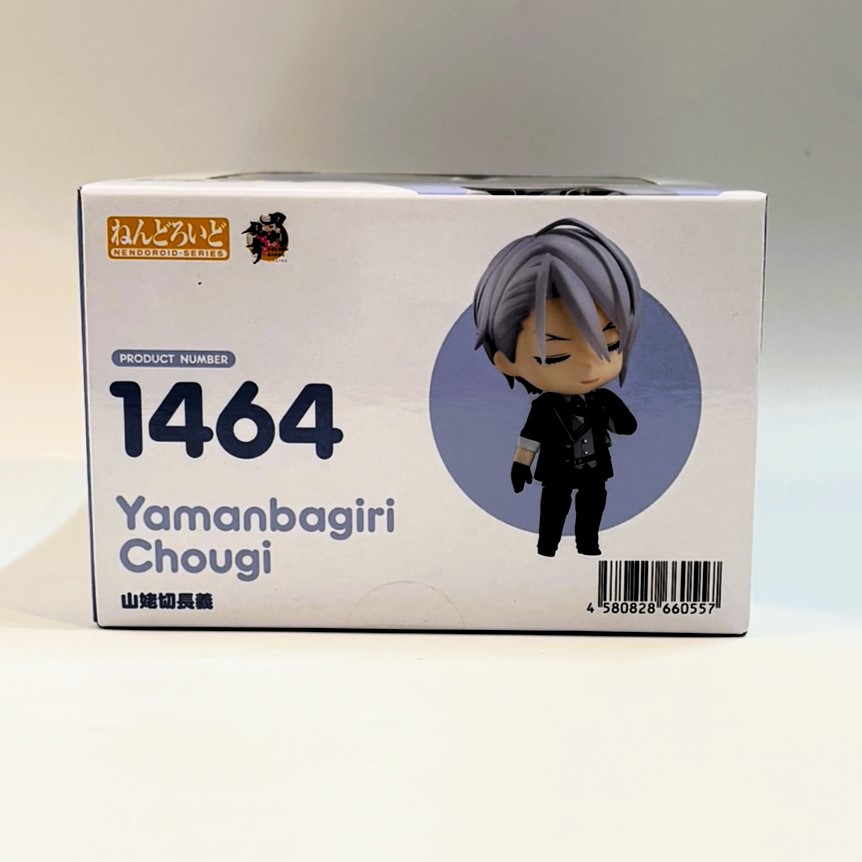 ねんどろいど
NENDOROID-SERIES
PRODUCT NUMBER
1464
Yamanbagiri
Chougi
山姥切長義
4 580828 660557